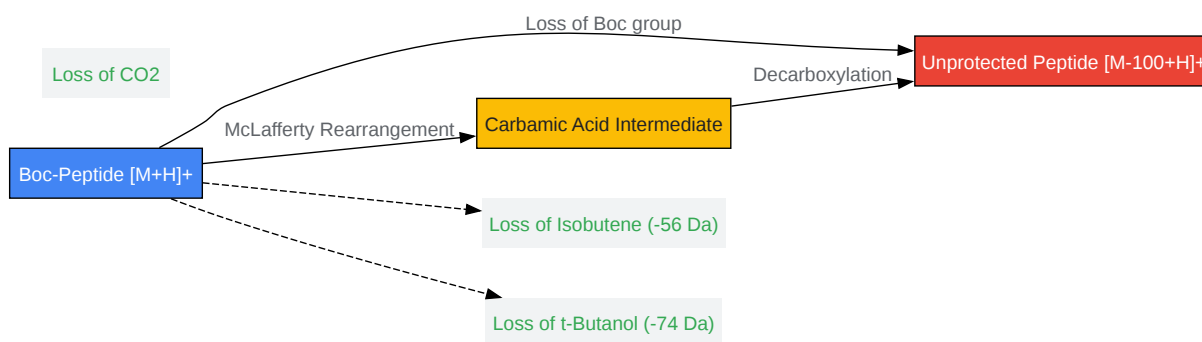 Loss of Boc group
Loss of CO2
Unprotected Peptide [M-100+H]+
Decarboxylation
McLafferty Rearrangement
Carbamic Acid Intermediate
Boc-Peptide [M+H]+
Loss of Isobutene (-56 Da)
Loss of t-Butanol (-74 Da)